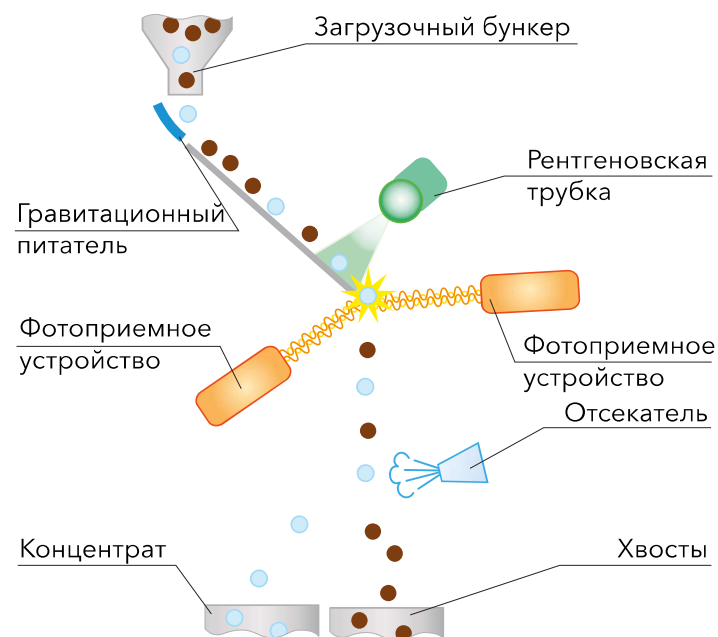 Загрузочный бункер
Рентгеновская
трубка
Гравитационный
питатель
Фотоприемное
устройство
Фотоприемное
устройство
Отсекатель
Концентрат
Хвосты